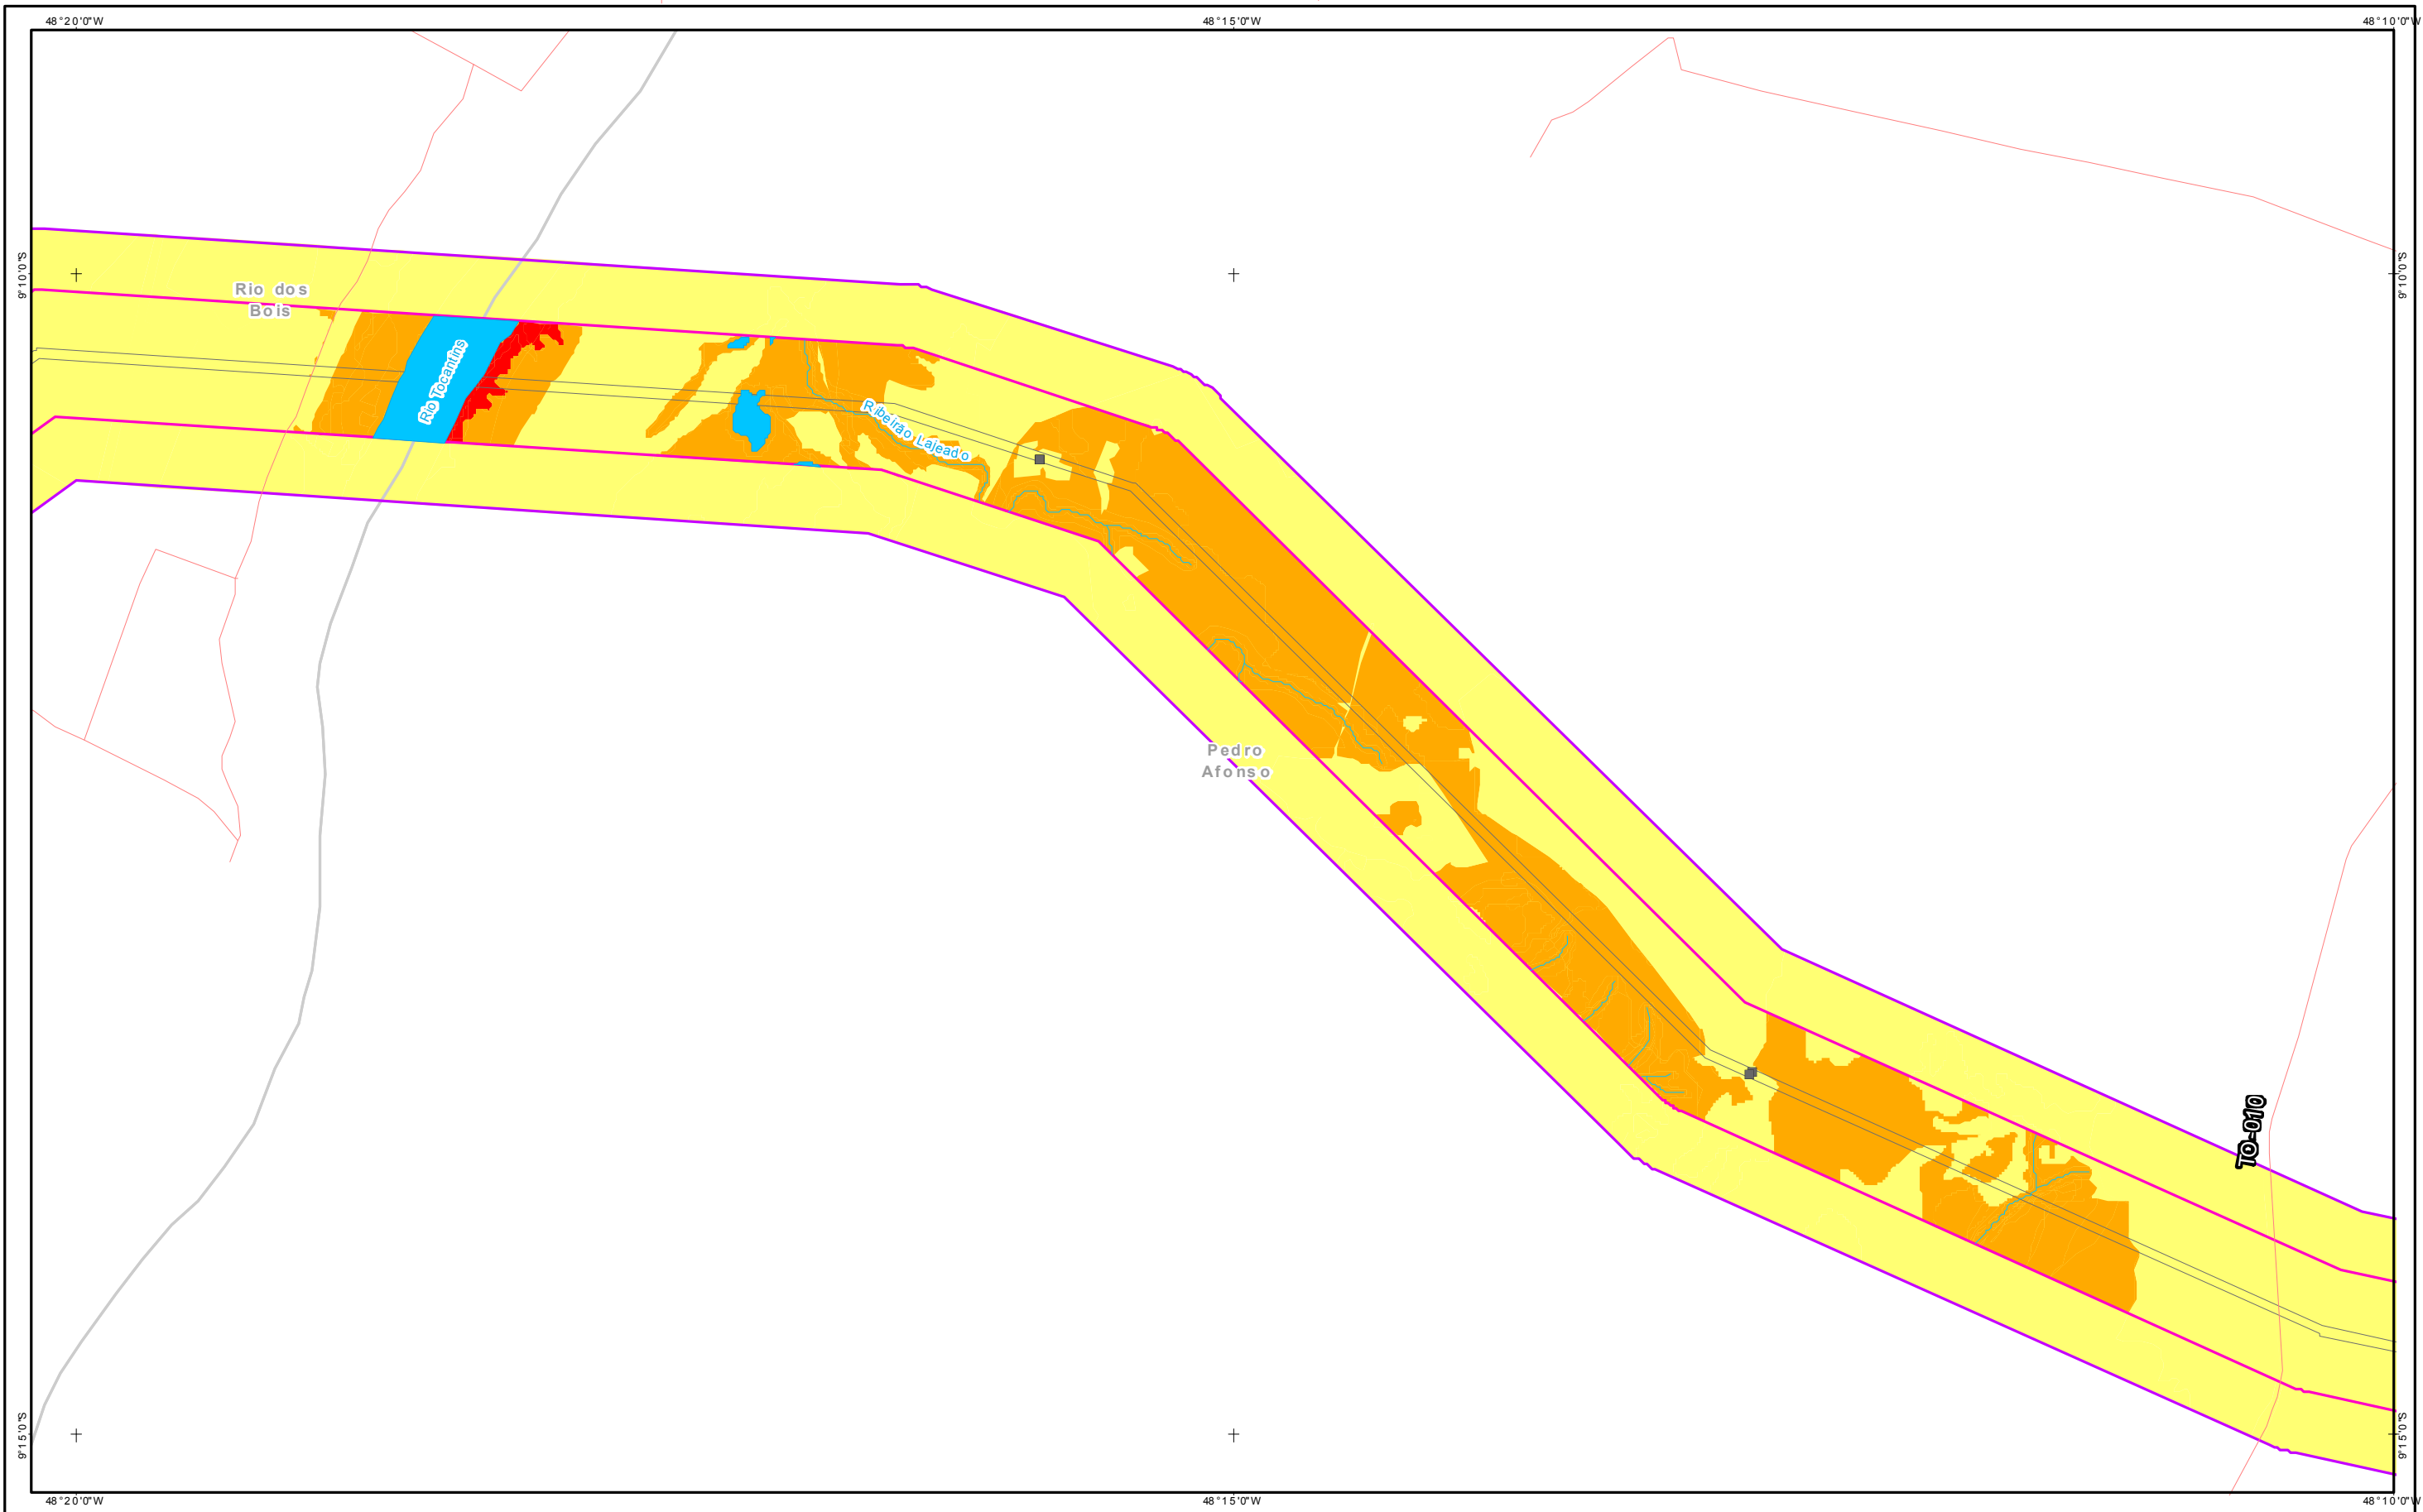 48°20'0"W
48°15'0"W
48°10'0"W
9°10'0"S
9°10'0"S
Rio dos
Bois
Rio Tocantins
Ribeirão Lajeado
Pedro
Afonso
TO-010
9°15'0"S
9°15'0"S
48°20'0"W
48°15'0"W
48°10'0"W